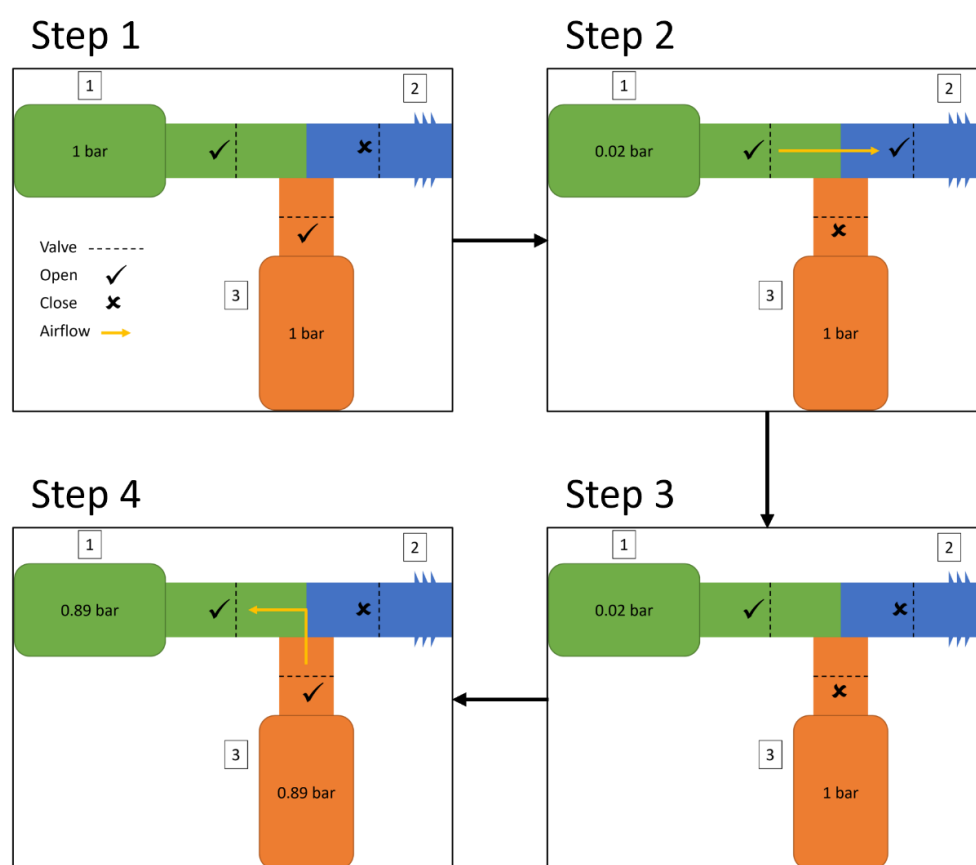 Step 1
1
2
1 bar
Valve
Open
Close
Airflow
3
1 bar
Step 2
1
2
0.02 bar
3
1 bar
Step 4
1
2
0.89 bar
3
0.89 bar
Step 3
1
2
0.02 bar
3
1 bar